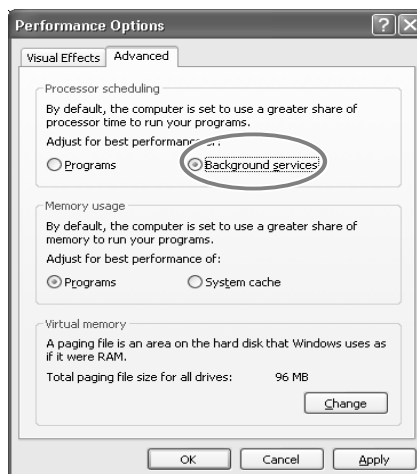 Performance Options
Visual Effects
Advanced
Processor scheduling
By default, the computer is set to use a greater share of
processor time to run your programs.
Adjust for best performance of:
Programs
Background services
Memory usage
By default, the computer is set to use a greater share of
memory to run your programs.
Adjust for best performance of:
Programs
System cache
Virtual memory
A paging file is an area on the hard disk that Windows uses as
if it were RAM.
Total paging file size for all drives: 96 MB
Change
OK Cancel Apply